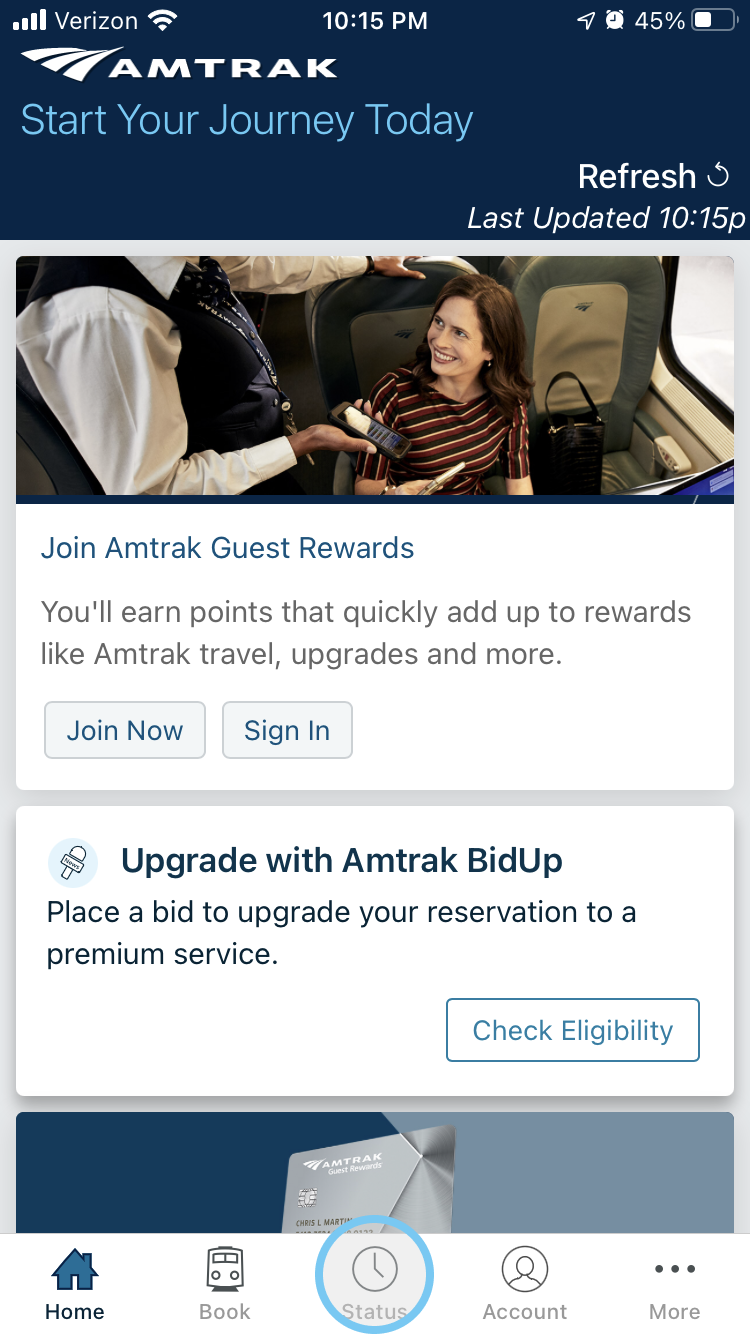 Verizon 10:15 PM 45%
AMTRAK
Start Your Journey Today
Refresh
Last Updated 10:15p
AMTRAK
Join Amtrak Guest Rewards
You'll earn points that quickly add up to rewards
like Amtrak travel, upgrades and more.
Join Now Sign In
News
Upgrade with Amtrak BidUp
Place a bid to upgrade your reservation to a
premium service.
Check Eligibility
AMTRAK
Guest Rewards
CHRIS L MARTIN
Home Book Status Account More